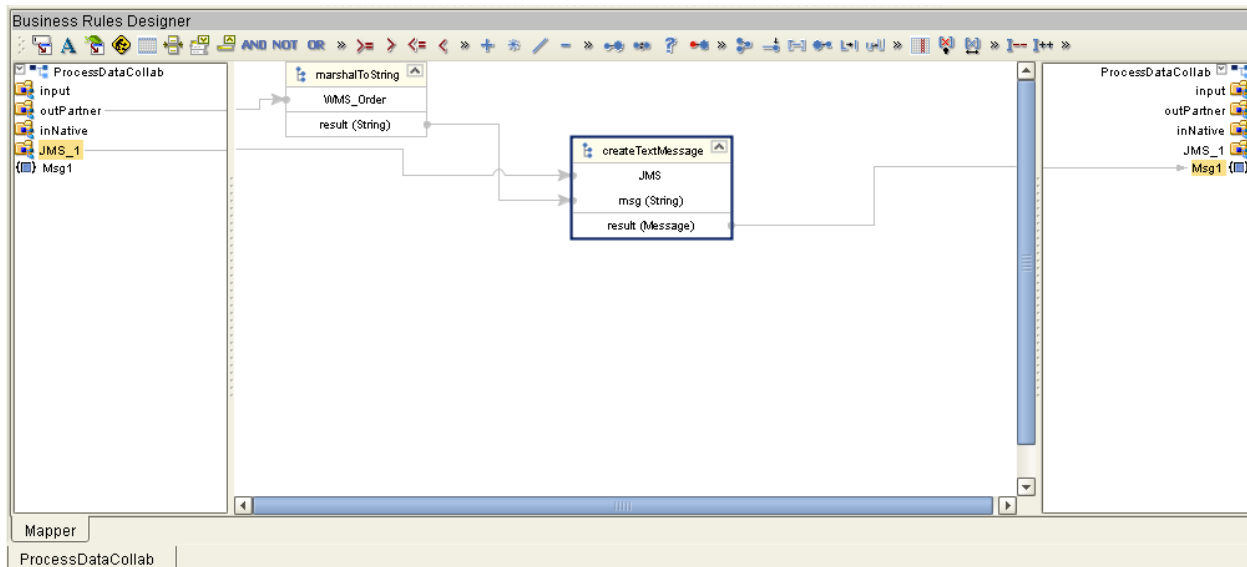 Business Rules Designer
A AND NOT OR » >= > <= < » + * / - » ? » » ]-- ]++ »
ProcessDataCollab
input
outPartner
inNative
JMS_1
{ } Msg1
marshalToString
WMS_Order
result (String)
createTextMessage
JMS
msg (String)
result (Message)
ProcessDataCollab
input
outPartner
inNative
JMS_1
Msg1 { }
Mapper
ProcessDataCollab